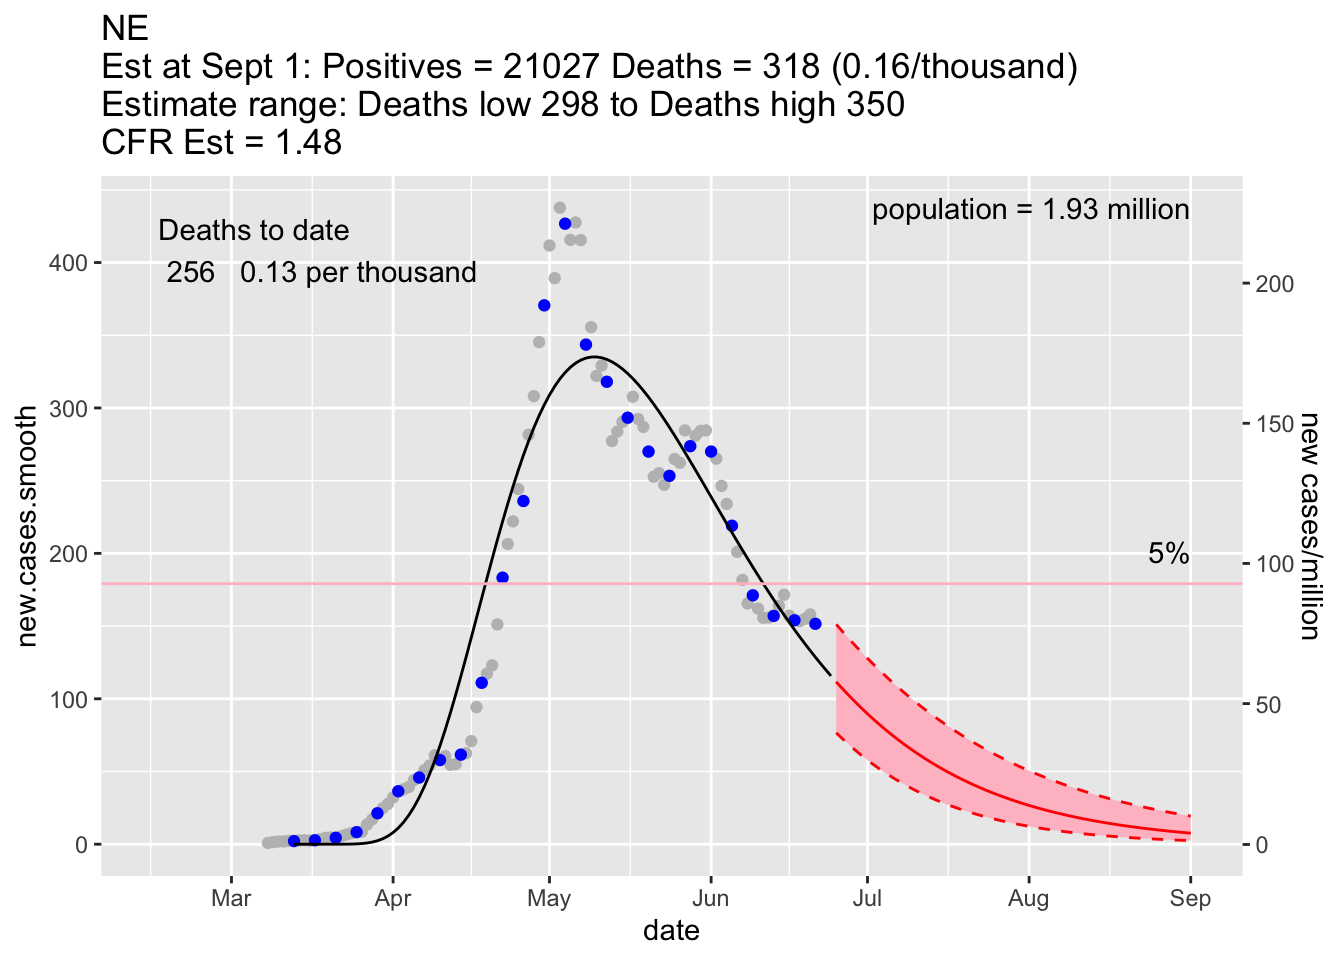 NE
Est at Sept 1: Positives = 21027 Deaths = 318 (0.16/thousand)
Estimate range: Deaths low 298 to Deaths high 350
CFR Est = 1.48
Deaths to date
256 0.13 per thousand
population = 1.93 million
400
300
200
100
0
new.cases.smooth
5%
200
150
100
50
0
new cases/million
Mar Apr May Jun Jul Aug Sep
date